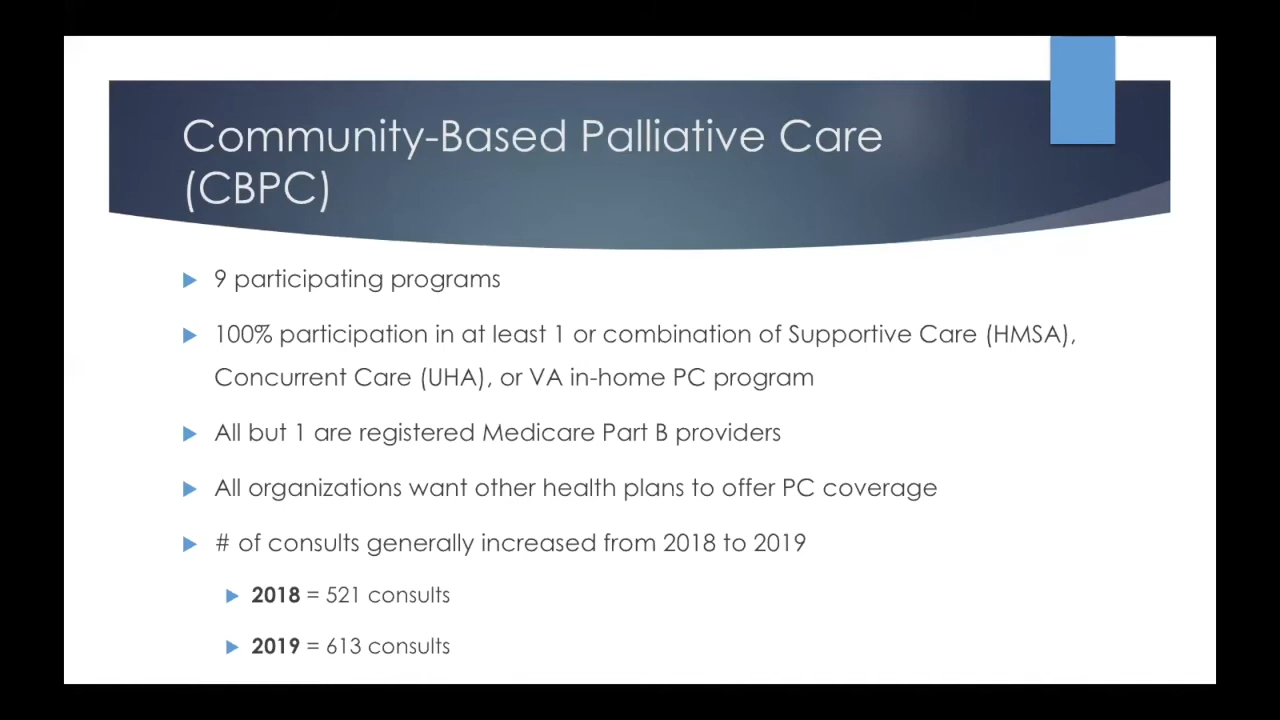 Community-Based Palliative Care
(CBPC)
9 participating programs
100% participation in at least 1 or combination of Supportive Care (HMSA),
Concurrent Care (UHA), or VA in-home PC program
All but 1 are registered Medicare Part B providers
All organizations want other health plans to offer PC coverage
# of consults generally increased from 2018 to 2019
2018 = 521 consults
2019 = 613 consults